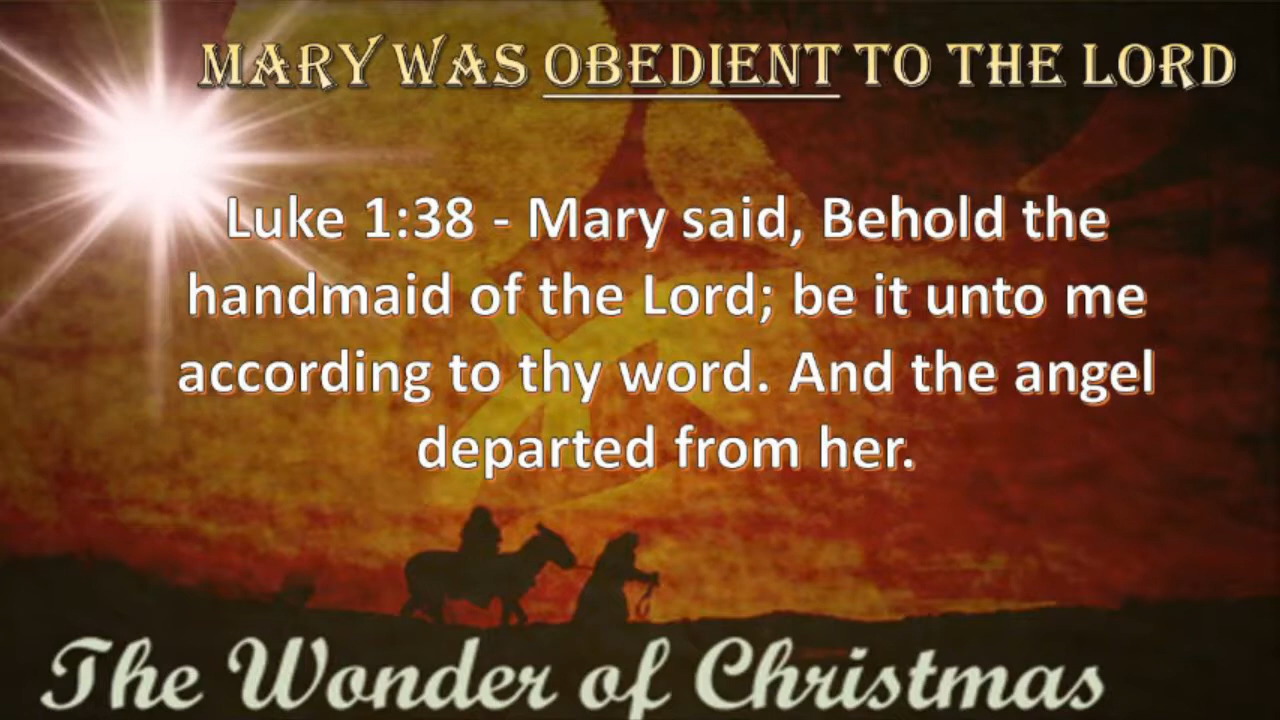 MARY WAS OBEDIENT TO THE LORD
Luke 1:38 - Mary said, Behold the
handmaid of the Lord; be it unto me
according to thy word. And the angel
departed from her.
The Wonder of Christmas